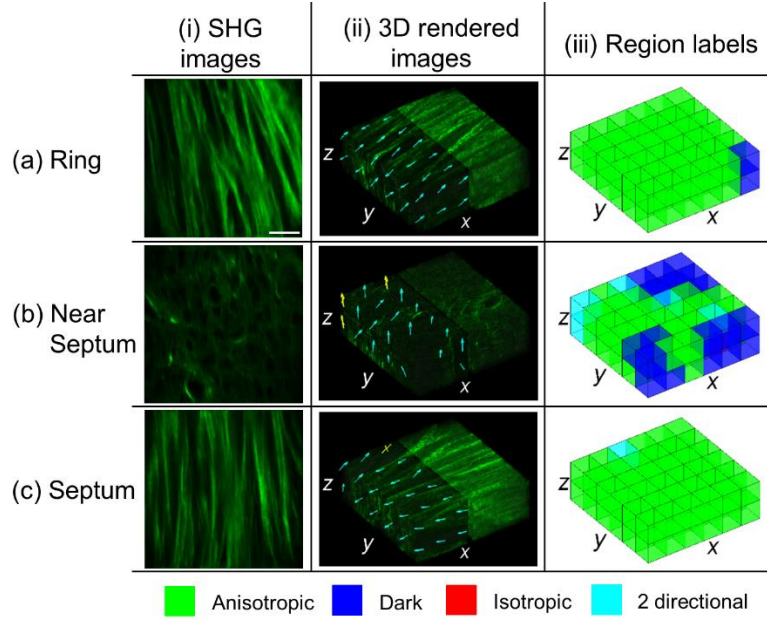 (i) SHG images
(ii) 3D rendered images
(iii) Region labels
(a) Ring
z
y
x
z
y
x
(b) Near Septum
z
y
x
z
y
x
(c) Septum
z
y
x
z
y
x
Anisotropic
Dark
Isotropic
2 directional